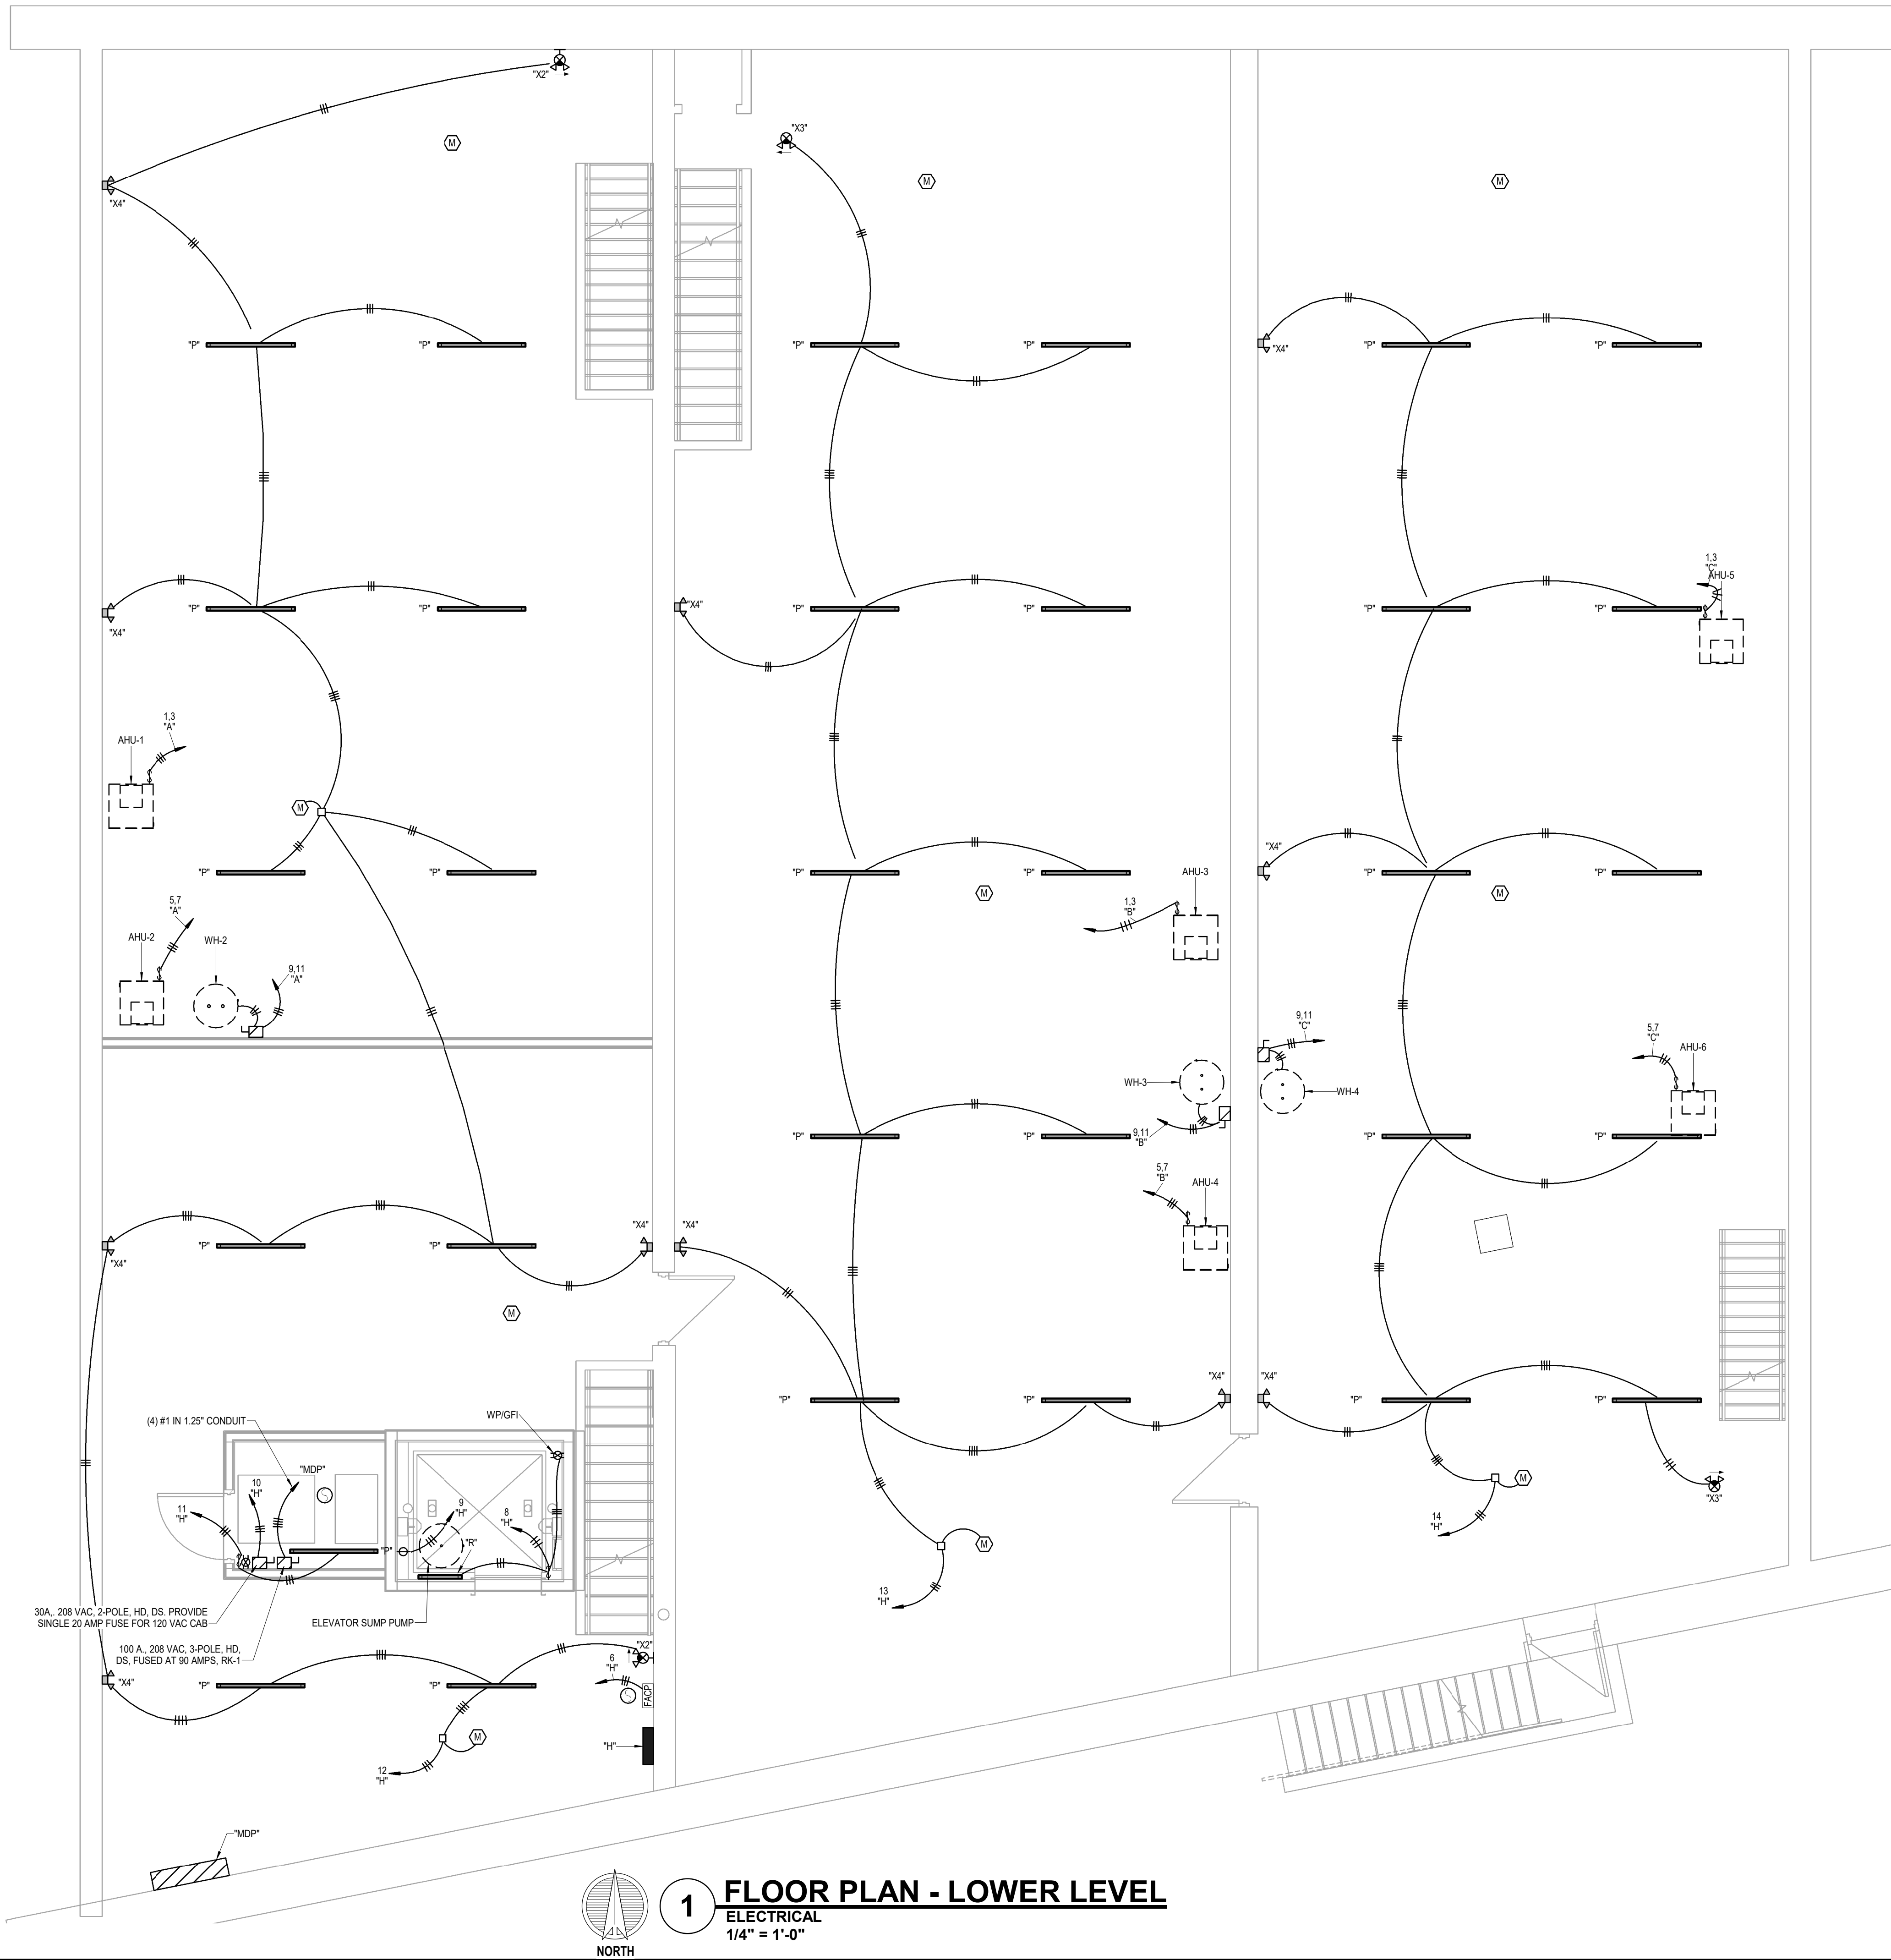 "X2"
M
"X3"
M
M
"X4"
"P"
"P"
"P"
"P"
"X4"
"P"
"P"
1,3
"C"
AHU-5
"X4"
"P"
"P"
"X4"
"P"
"P"
"P"
"P"
1,3
"A"
AHU-1
M
"P"
"P"
"P"
"P"
"X4"
"P"
"P"
M
M
AHU-3
1,3
"B"
5,7
"A"
AHU-2
WH-2
9,11
"A"
9,11
"C"
5,7
"C"
AHU-6
WH-3
WH-4
9,11
"B"
"P"
"P"
"P"
"P"
5,7
"B"
AHU-4
"X4"
"P"
"P"
"X4"
"X4"
M
"X4"
"X4"
"P"
"P"
"P"
"P"
(4) #1 IN 1.25" CONDUIT
WP/GFI
"MDP"
10
"H"
11
"H"
9
"H"
8
"H"
"P"
"R"
S
M
"X3"
14
"H"
M
13
"H"
30A,. 208 VAC, 2-POLE, HD, DS. PROVIDE
SINGLE 20 AMP FUSE FOR 120 VAC CAB
ELEVATOR SUMP PUMP
100 A., 208 VAC, 3-POLE, HD,
DS, FUSED AT 90 AMPS, RK-1
"X2"
6
"H"
S
FACP
"X4"
"P"
"P"
M
"H"
12
"H"
"MDP"
1
FLOOR PLAN - LOWER LEVEL
ELECTRICAL
1/4" = 1'-0"
NORTH